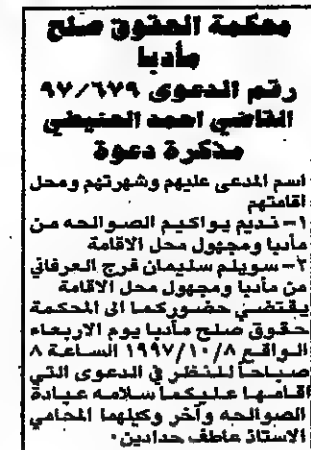 محكمة الحقوق صلح
مأدبا
رقم الدعوى ٩٧/٦٧٩
القاضي احمد الحنيطي
مذكرة دعوة
اسم المدعى عليهم وشهرتهم ومحل
اقامتهم
١- نديم يواكيم الصوالحه من
مأدبا ومجهول محل الاقامة
٢- سويلم سليمان فرج العرفاني
من مأدبا ومجهول محل الاقامة
يقتضي حضوركما الى المحكمة
حقوق صلح مأدبا يوم الاربعاء
الواقع ١٩٩٧/١٠/٨ الساعة ٨
صباحاً للنظر في الدعوى التي
اقامها عليكما سلامه عبادة
الصوالحه وآخر وكيلهما المحامي
الاستاذ عاطف حدادين.